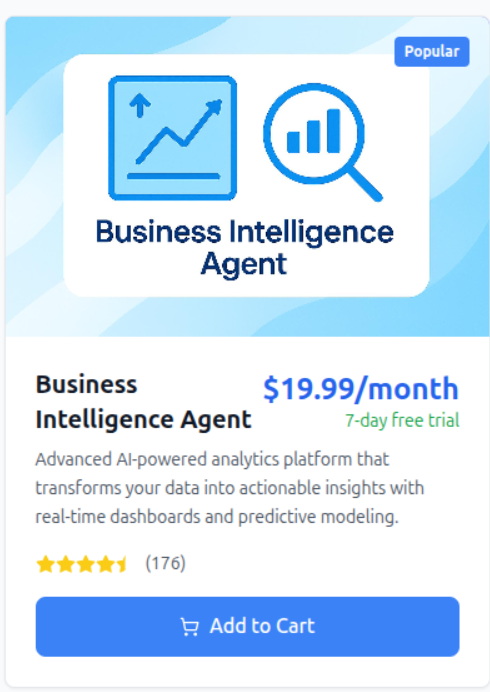 Popular
Business Intelligence
Agent
Business
Intelligence Agent
$19.99/month
7-day free trial
Advanced AI-powered analytics platform that
transforms your data into actionable insights with
real-time dashboards and predictive modeling.
(176)
Add to Cart